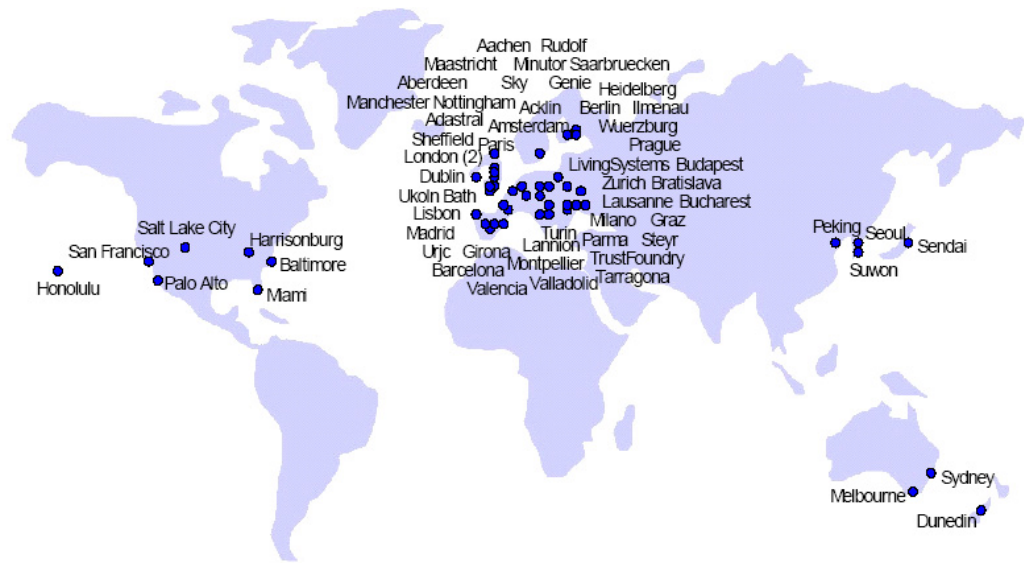 Aachen Rudolf
Maastricht Minutor Saarbruecken
Aberdeen Sky Genie Heidelberg
Manchester Nottingham Acklin Berlin Ilmenau
Adastral Amsterdam Wuerzburg
Sheffield Paris Prague
London (2) LivingSystems Budapest
Dublin Zurich Bratislava
Ukoln Bath Lausanne Bucharest
Lisbon Milano Graz
Madrid Turin Parma Steyr
Urjc Girona Lannion TrustFoundry
Barcelona Montpellier Tarragona
Valencia Valladolid
Salt Lake City
San Francisco Harrisonburg
Baltimore
Honolulu Palo Alto Miami
Peking Seoul Sendai
Suwon
Sydney
Melbourne
Dunedin